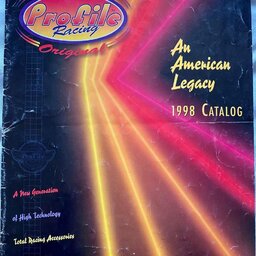 Profile
Racing
Original
An
American
Legacy
1998 Catalog
A New Generation
of High Technology
Total Racing Accessories